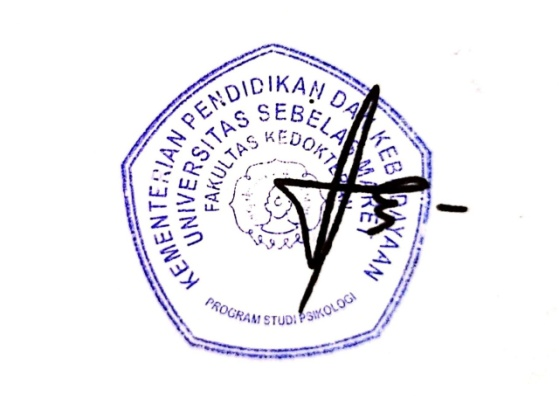 KEMENTERIAN PENDIDIKAN DAN KEBUDAYAAN
UNIVERSITAS SEBELAS MARET
FAKULTAS KEDOKTERAN
PROGRAM STUDI PSIKOLOGI